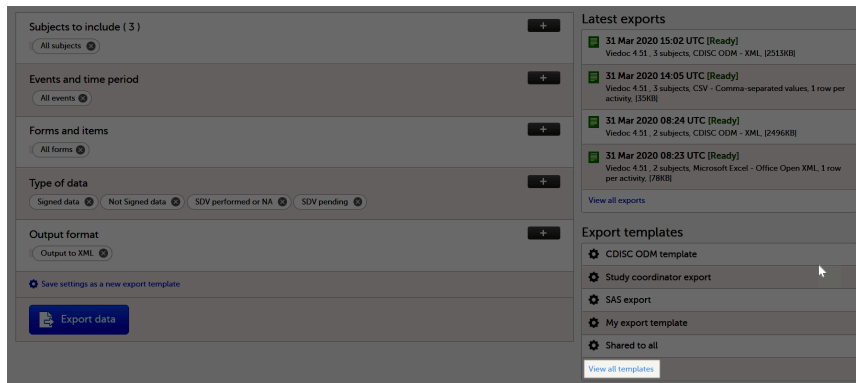 Subjects to include ( 3 )
All subjects
Events and time period
All events
Forms and items
All forms
Type of data
Signed data
Not Signed data
SDV performed or NA
SDV pending
Output format
Output to XML
Save settings as a new export template
Export data
Latest exports
31 Mar 2020 15:02 UTC [Ready]
Viedoc 4.51 , 3 subjects, CDISC ODM - XML, [2513KB]
31 Mar 2020 14:05 UTC [Ready]
Viedoc 4.51 , 3 subjects, CSV - Comma-separated values, 1 row per
activity, [35KB]
31 Mar 2020 08:24 UTC [Ready]
Viedoc 4.51 , 2 subjects, CDISC ODM - XML, [2496KB]
31 Mar 2020 08:23 UTC [Ready]
Viedoc 4.51 , 2 subjects, Microsoft Excel - Office Open XML, 1 row
per activity, [78KB]
View all exports
Export templates
CDISC ODM template
Study coordinator export
SAS export
My export template
Shared to all
View all templates